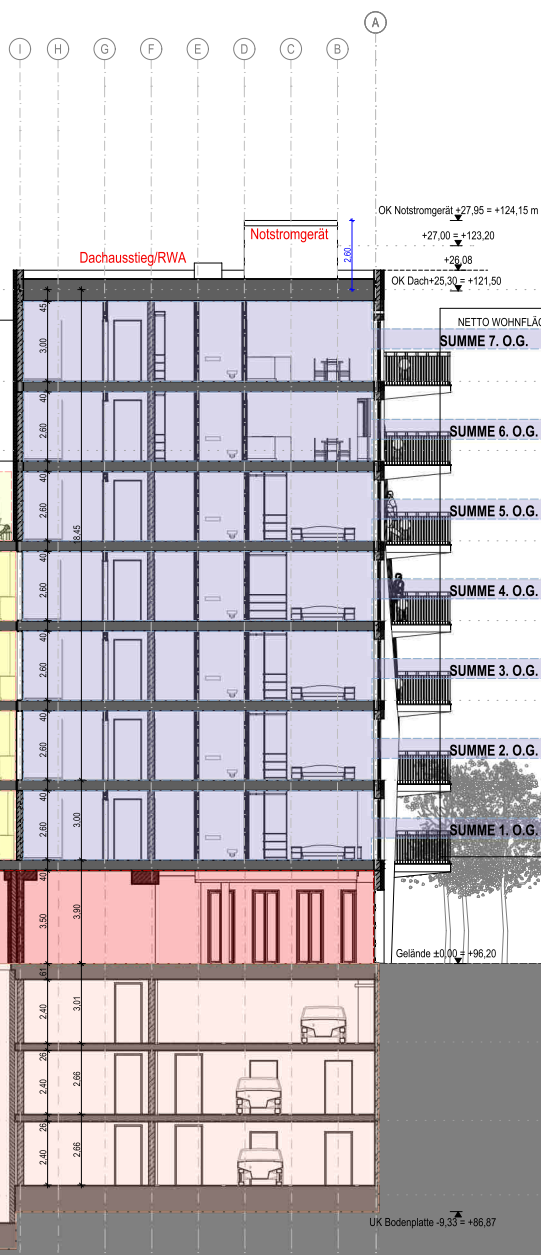 A
I H G F E D C B
OK Notstromgerät +27,95 = +124,15 m
Notstromgerät
+27,00 = +123,20
2.60
Dachausstieg/RWA
+26,08
OK Dach+25,30 = +121,50
45
NETTO WOHNFLÄC
SUMME 7. O.G.
3.00
40
SUMME 6. O.G.
2.60
40
SUMME 5. O.G.
2.60
18.45
40
SUMME 4. O.G.
2.60
40
SUMME 3. O.G.
2.60
40
SUMME 2. O.G.
2.60
40
SUMME 1. O.G.
2.60
3.00
40
3.50
3.90
Gelände ±0,00 = +96,20
61
2.40
3.01
26
2.40
2.66
26
2.40
2.66
UK Bodenplatte -9,33 = +86,87